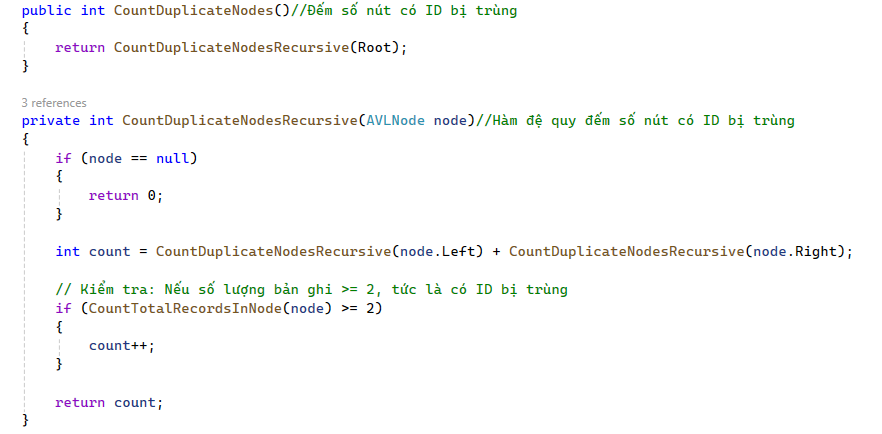 public int CountDuplicateNodes()//Đếm số nút có ID bị trùng
{
    return CountDuplicateNodesRecursive(Root);
}
3 references
private int CountDuplicateNodesRecursive(AVLNode node)//Hàm đệ quy đếm số nút có ID bị trùng
{
    if (node == null)
    {
        return 0;
    }
    int count = CountDuplicateNodesRecursive(node.Left) + CountDuplicateNodesRecursive(node.Right);
    // Kiểm tra: Nếu số lượng bản ghi >= 2, tức là có ID bị trùng
    if (CountTotalRecordsInNode(node) >= 2)
    {
        count++;
    }
    return count;
}